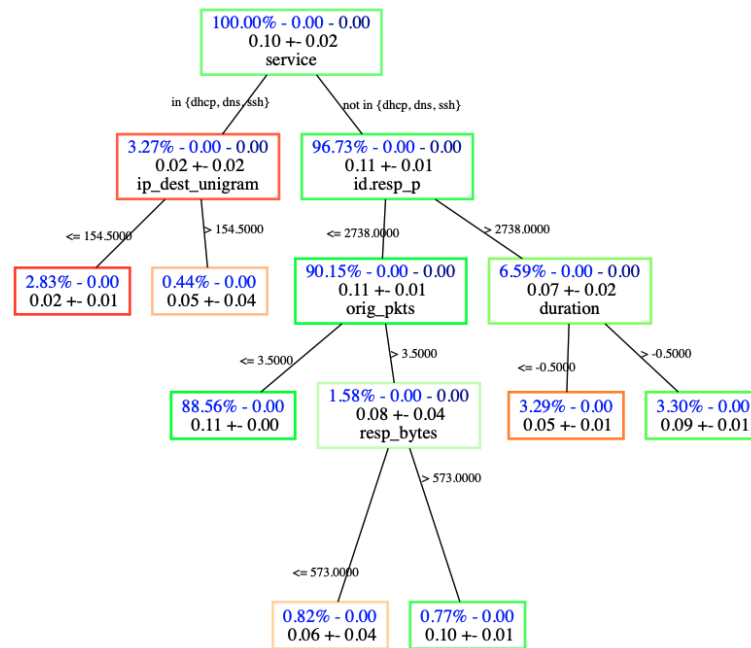 100.00% - 0.00 - 0.00
0.10 +- 0.02
service
in {dhcp, dns, ssh}
not in {dhcp, dns, ssh}
3.27% - 0.00 - 0.00
0.02 +- 0.02
ip_dest_unigram
96.73% - 0.00 - 0.00
0.11 +- 0.01
id.resp_p
<= 154.5000
> 154.5000
<= 2738.0000
> 2738.0000
2.83% - 0.00
0.02 +- 0.01
0.44% - 0.00
0.05 +- 0.04
90.15% - 0.00 - 0.00
0.11 +- 0.01
orig_pkts
6.59% - 0.00 - 0.00
0.07 +- 0.02
duration
<= 3.5000
> 3.5000
<= -0.5000
> -0.5000
88.56% - 0.00
0.11 +- 0.00
1.58% - 0.00 - 0.00
0.08 +- 0.04
resp_bytes
3.29% - 0.00
0.05 +- 0.01
3.30% - 0.00
0.09 +- 0.01
> 573.0000
<= 573.0000
0.82% - 0.00
0.06 +- 0.04
0.77% - 0.00
0.10 +- 0.01